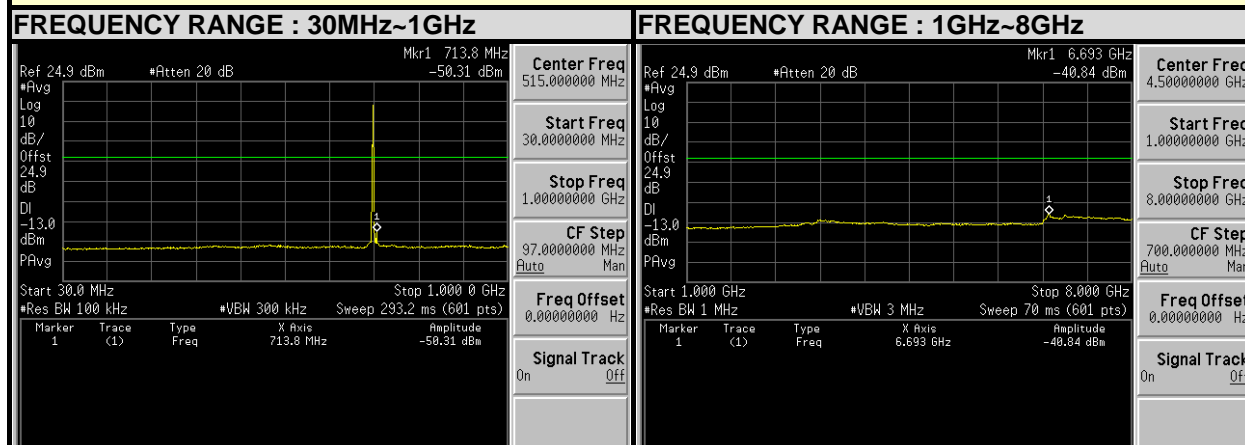 FREQUENCY RANGE : 30MHz~1GHz
Mkr1 713.8 MHz
Ref 24.9 dBm #Atten 20 dB -50.31 dBm
#Avg
Log
10
dB/
Offst
24.9
dB
DI
-13.0
dBm
PAvg
1
Start 30.0 MHz Stop 1.000 0 GHz
#Res BW 100 kHz #VBW 300 kHz Sweep 293.2 ms (601 pts)
Marker Trace Type X Axis Amplitude
1 (1) Freq 713.8 MHz -50.31 dBm
Center Freq
515.000000 MHz
Start Freq
30.0000000 MHz
Stop Freq
1.00000000 GHz
CF Step
97.0000000 MHz
Auto Man
Freq Offset
0.00000000 Hz
Signal Track
On Off
FREQUENCY RANGE : 1GHz~8GHz
Mkr1 6.693 GHz
Ref 24.9 dBm #Atten 20 dB -40.84 dBm
#Avg
Log
10
dB/
Offst
24.9
dB
DI
-13.0
dBm
PAvg
1
Start 1.000 GHz Stop 8.000 GHz
#Res BW 1 MHz #VBW 3 MHz Sweep 70 ms (601 pts)
Marker Trace Type X Axis Amplitude
1 (1) Freq 6.693 GHz -40.84 dBm
Center Freq
4.50000000 GHz
Start Freq
1.00000000 GHz
Stop Freq
8.00000000 GHz
CF Step
700.000000 MHz
Auto Man
Freq Offset
0.00000000 Hz
Signal Track
On Off